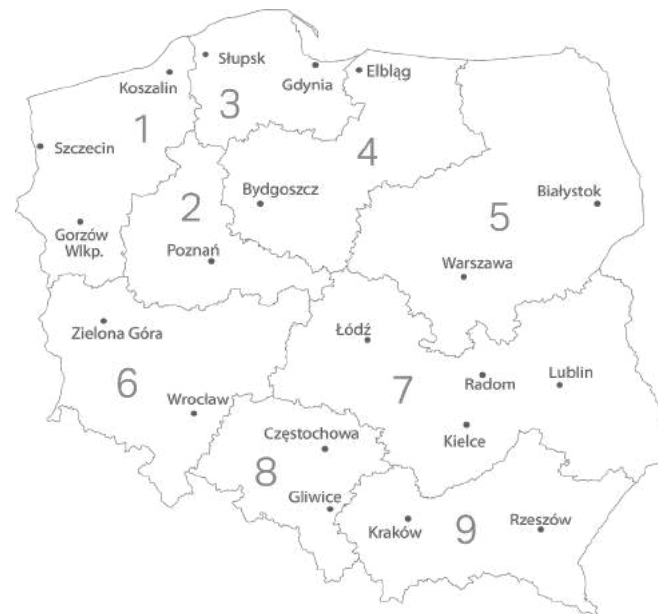 Słupsk
Koszalin
3
Gdynia
Elbląg
1
Szczecin
4
2
Bydgoszcz
Białystok
5
Gorzów
Wlkp.
Poznań
Warszawa
Zielona Góra
Łódź
6
7
Radom
Lublin
Wrocław
Kielce
Częstochowa
8
Gliwice
Kraków
9
Rzeszów